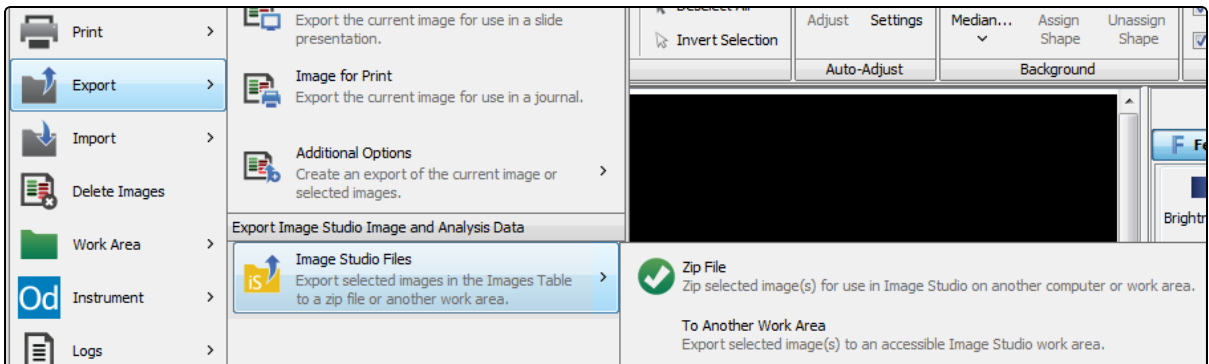 Print
Export
Import
Delete Images
Work Area
Od
Instrument
Logs
Export the current image for use in a slide
presentation.
Image for Print
Export the current image for use in a journal.
Additional Options
Create an export of the current image or
selected images.
Export Image Studio Image and Analysis Data
iS
Image Studio Files
Export selected images in the Images Table
to a zip file or another work area.
Zip File
Zip selected image(s) for use in Image Studio on another computer or work area.
To Another Work Area
Export selected image(s) to an accessible Image Studio work area.
Deselect All
Invert Selection
Adjust
Settings
Auto-Adjust
Median...
Assign
Shape
Unassign
Shape
Background
F